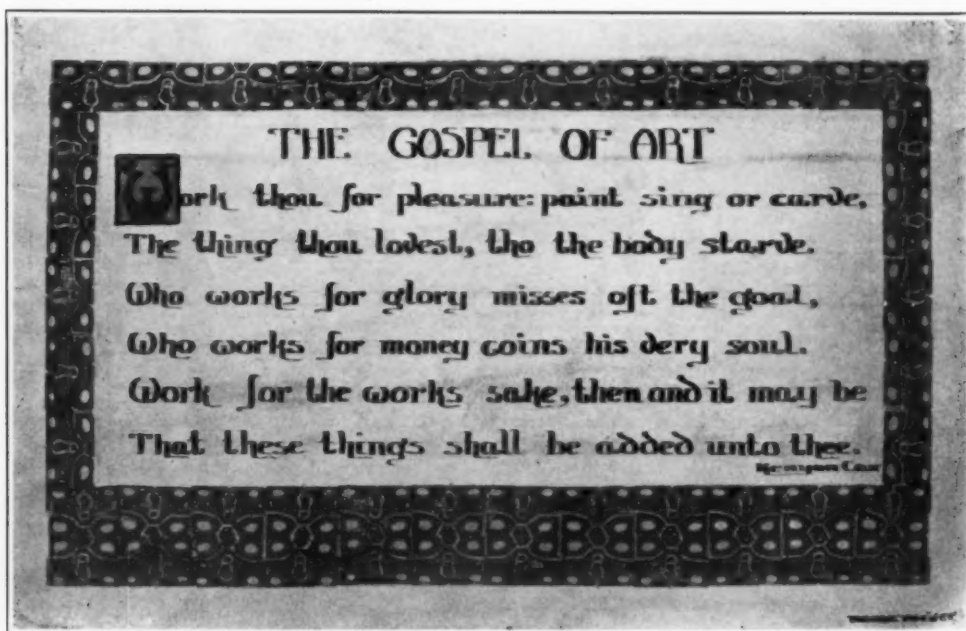 THE GOSPEL OF ART
Work thou for pleasure: paint sing or carve,
The thing thou lovest, tho the body starve.
Who works for glory misses oft the goal,
Who works for money coins his very soul.
Work for the works sake, then and it may be
That these things shall be added unto thee.